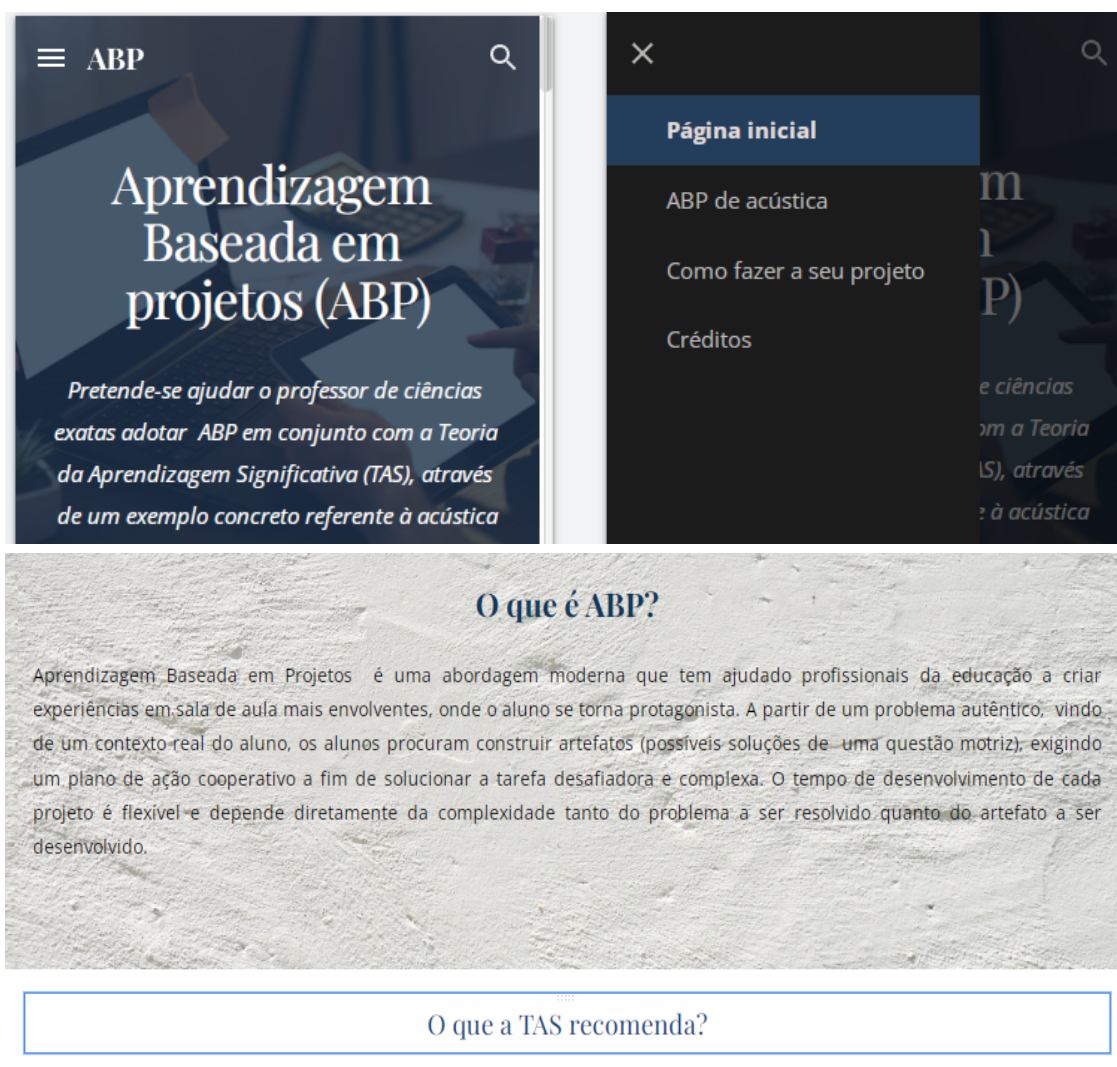 ABP
Aprendizagem
Baseada em
projetos (ABP)
Pretende-se ajudar o professor de ciências
exatas adotar  ABP em conjunto com a Teoria
da Aprendizagem Significativa (TAS), através
de um exemplo concreto referente à acústica
Página inicial
ABP de acústica
Como fazer a seu projeto
Créditos
m
P)
e ciências
om a Teoria
AS), através
e à acústica
O que é ABP?
Aprendizagem Baseada em Projetos  é uma abordagem moderna que tem ajudado profissionais da educação a criar
experiências em sala de aula mais envolventes, onde o aluno se torna protagonista. A partir de um problema autêntico,  vindo
de um contexto real do aluno, os alunos procuram construir artefatos (possíveis soluções de  uma questão motriz), exigindo
um plano de ação cooperativo a fim de solucionar a tarefa desafiadora e complexa. O tempo de desenvolvimento de cada
projeto é flexível e depende diretamente da complexidade tanto do problema a ser resolvido quanto do artefato a ser
desenvolvido.
O que a TAS recomenda?